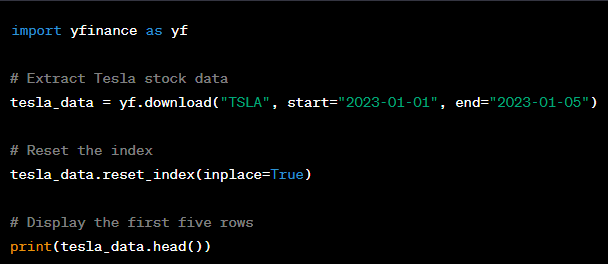 import yfinance as yf
# Extract Tesla stock data
tesla_data = yf.download("TSLA", start="2023-01-01", end="2023-01-05")
# Reset the index
tesla_data.reset_index(inplace=True)
# Display the first five rows
print(tesla_data.head())